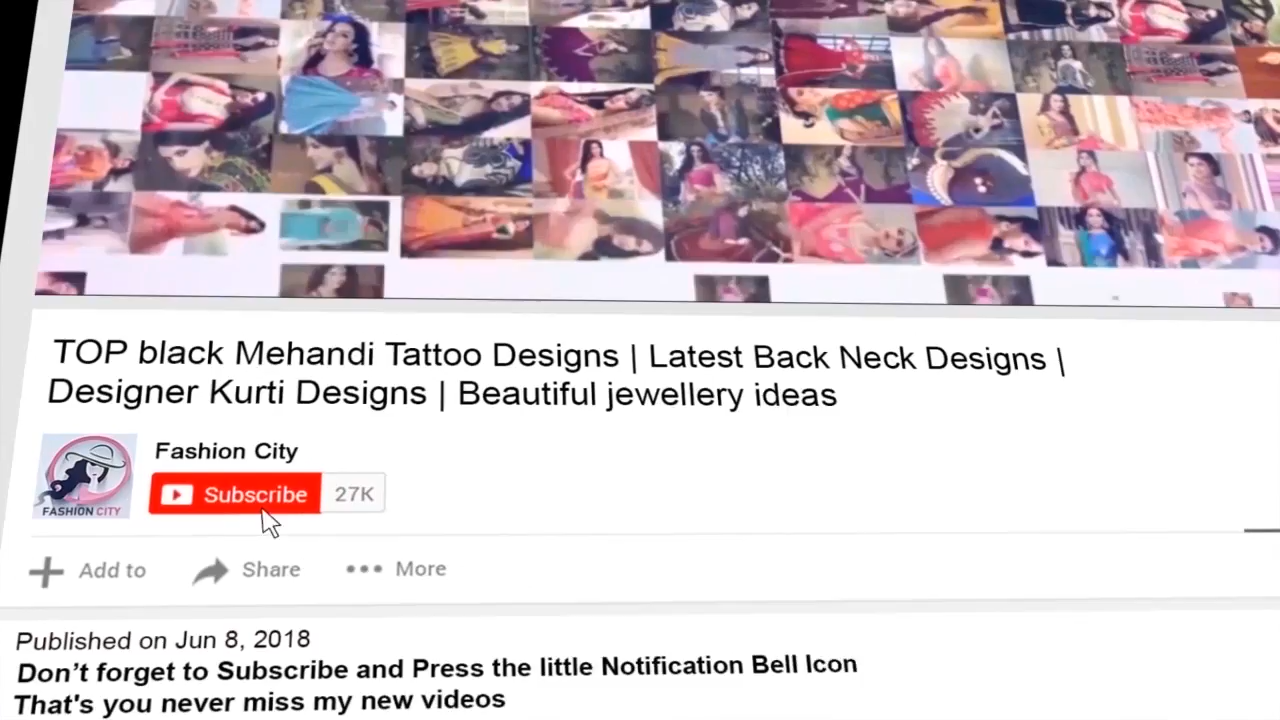 TOP black Mehandi Tattoo Designs | Latest Back Neck Designs |
Designer Kurti Designs | Beautiful jewellery ideas
Fashion City
FASHION CITY
Subscribe 27K
Add to Share More
Published on Jun 8, 2018
Don’t forget to Subscribe and Press the little Notification Bell Icon
That's you never miss my new videos